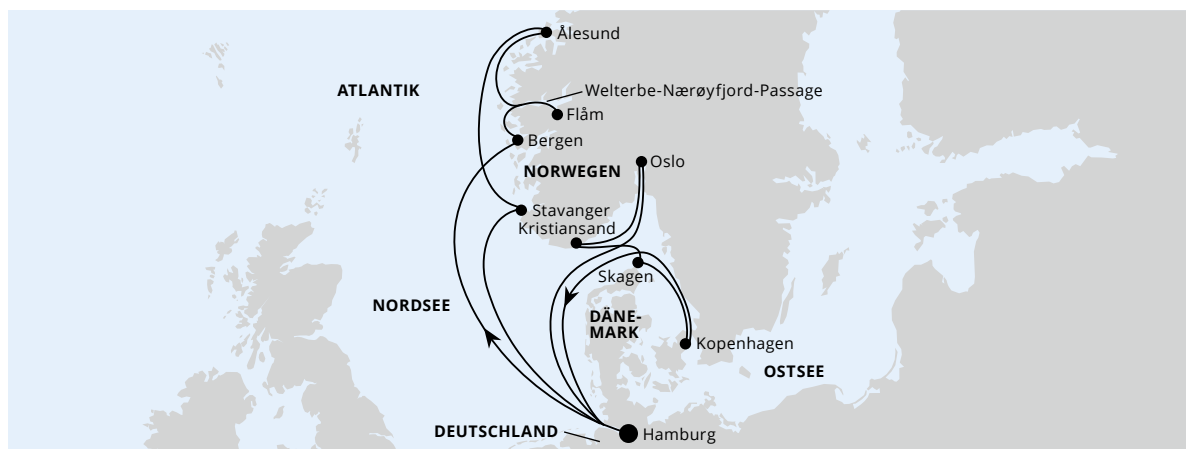 Ålesund
ATLANTIK
Welterbe-Nærøyfjord-Passage
Flåm
Bergen
Oslo
NORWEGEN
Stavanger
Kristiansand
Skagen
NORDSEE
DÄNE-
MARK
Kopenhagen
OSTSEE
DEUTSCHLAND
Hamburg